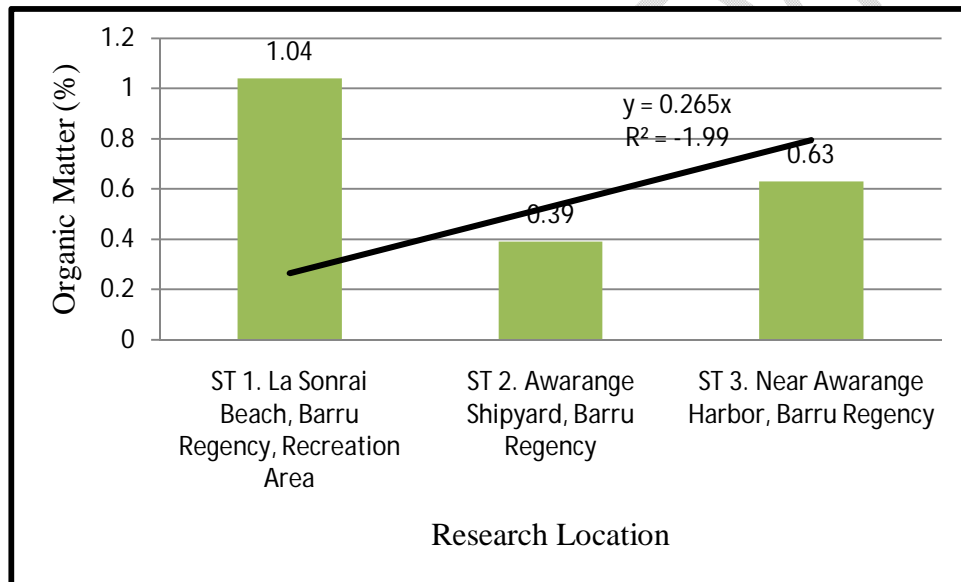 Organic Matter (%)
1.2
1
0.8
0.6
0.4
0.2
0
1.04
0.39
0.63
y = 0.265x
R² = -1.99
ST 1. La Sonrai
Beach, Barru
Regency, Recreation
Area
ST 2. Awarange
Shipyard, Barru
Regency
ST 3. Near Awarange
Harbor, Barru Regency
Research Location